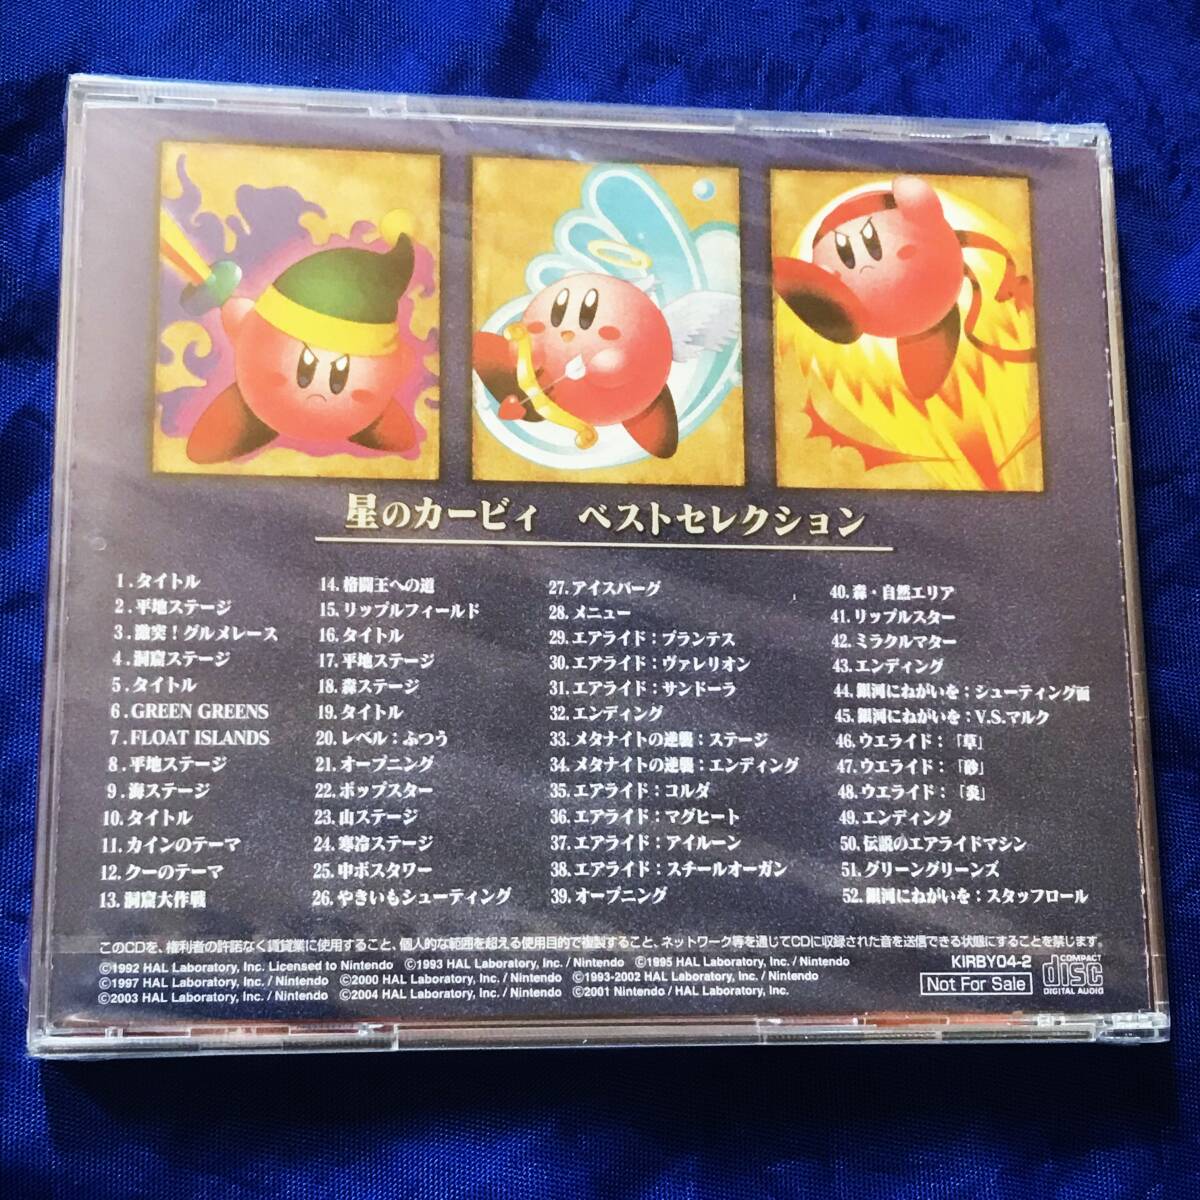 星のカービィ　ベストセレクション
1.タイトル
2.平地ステージ
3.激突！グルメレース
4.洞窟ステージ
5.タイトル
6.GREEN GREENS
7.FLOAT ISLANDS
8.平地ステージ
9.海ステージ
10.タイトル
11.カインのテーマ
12.クーのテーマ
13.洞窟大作戦
14.格闘王への道
15.リップルフィールド
16.タイトル
17.平地ステージ
18.森ステージ
19.タイトル
20.レベル：ふつう
21.オープニング
22.ポップスター
23.山ステージ
24.寒冷ステージ
25.中ボスタワー
26.やきいもシューティング
27.アイスバーグ
28.メニュー
29.エアライド：プランテス
30.エアライド：ヴァレリオン
31.エアライド：サンドーラ
32.エンディング
33.メタナイトの逆襲：ステージ
34.メタナイトの逆襲：エンディング
35.エアライド：コルダ
36.エアライド：マグヒート
37.エアライド：アイルーン
38.エアライド：スチールオーガン
39.オープニング
40.森・自然エリア
41.リップルスター
42.ミラクルマター
43.エンディング
44.銀河にねがいを：シューティング面
45.銀河にねがいを：V.S.マルク
46.ウエライド：「草」
47.ウエライド：「砂」
48.ウエライド：「炎」
49.エンディング
50.伝説のエアライドマシン
51.グリーングリーンズ
52.銀河にねがいを：スタッフロール
このCDを、権利者の許諾なく賃貸業に使用すること、個人的な範囲を超える使用目的で複製すること、ネットワーク等を通じてCDに収録された音を送信できる状態にすることを禁じます。
©1992 HAL Laboratory, Inc. Licensed to Nintendo ©1993 HAL Laboratory, Inc. / Nintendo ©1995 HAL Laboratory, Inc. / Nintendo
©1997 HAL Laboratory, Inc. / Nintendo ©2000 HAL Laboratory, Inc. / Nintendo ©1993-2002 HAL Laboratory, Inc. / Nintendo
©2003 HAL Laboratory, Inc. / Nintendo ©2004 HAL Laboratory, Inc. / Nintendo ©2001 Nintendo / HAL Laboratory, Inc.
KIRBY04-2
Not For Sale
COMPACT
disc
DIGITAL AUDIO